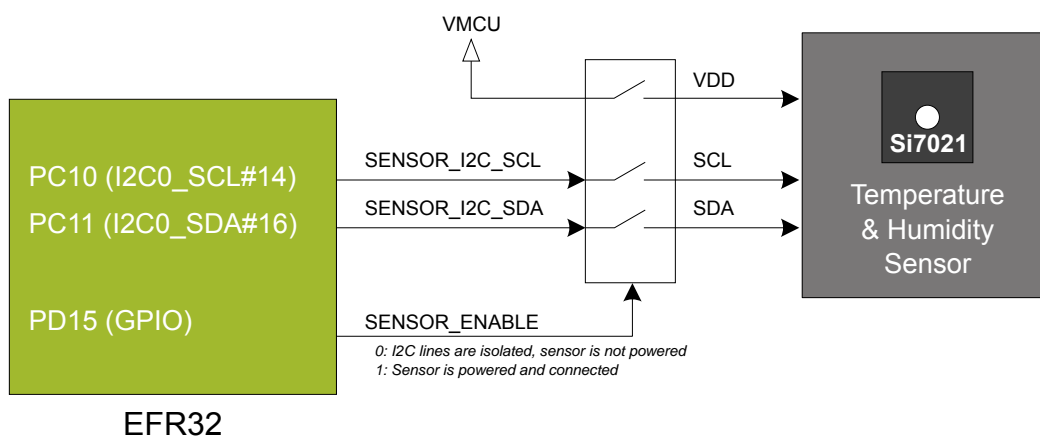 VMCU
VDD
Si7021
PC10 (I2C0_SCL#14)
SENSOR_I2C_SCL
SCL
PC11 (I2C0_SDA#16)
SENSOR_I2C_SDA
SDA
Temperature
& Humidity
Sensor
PD15 (GPIO)
SENSOR_ENABLE
0: I2C lines are isolated, sensor is not powered
1: Sensor is powered and connected
EFR32